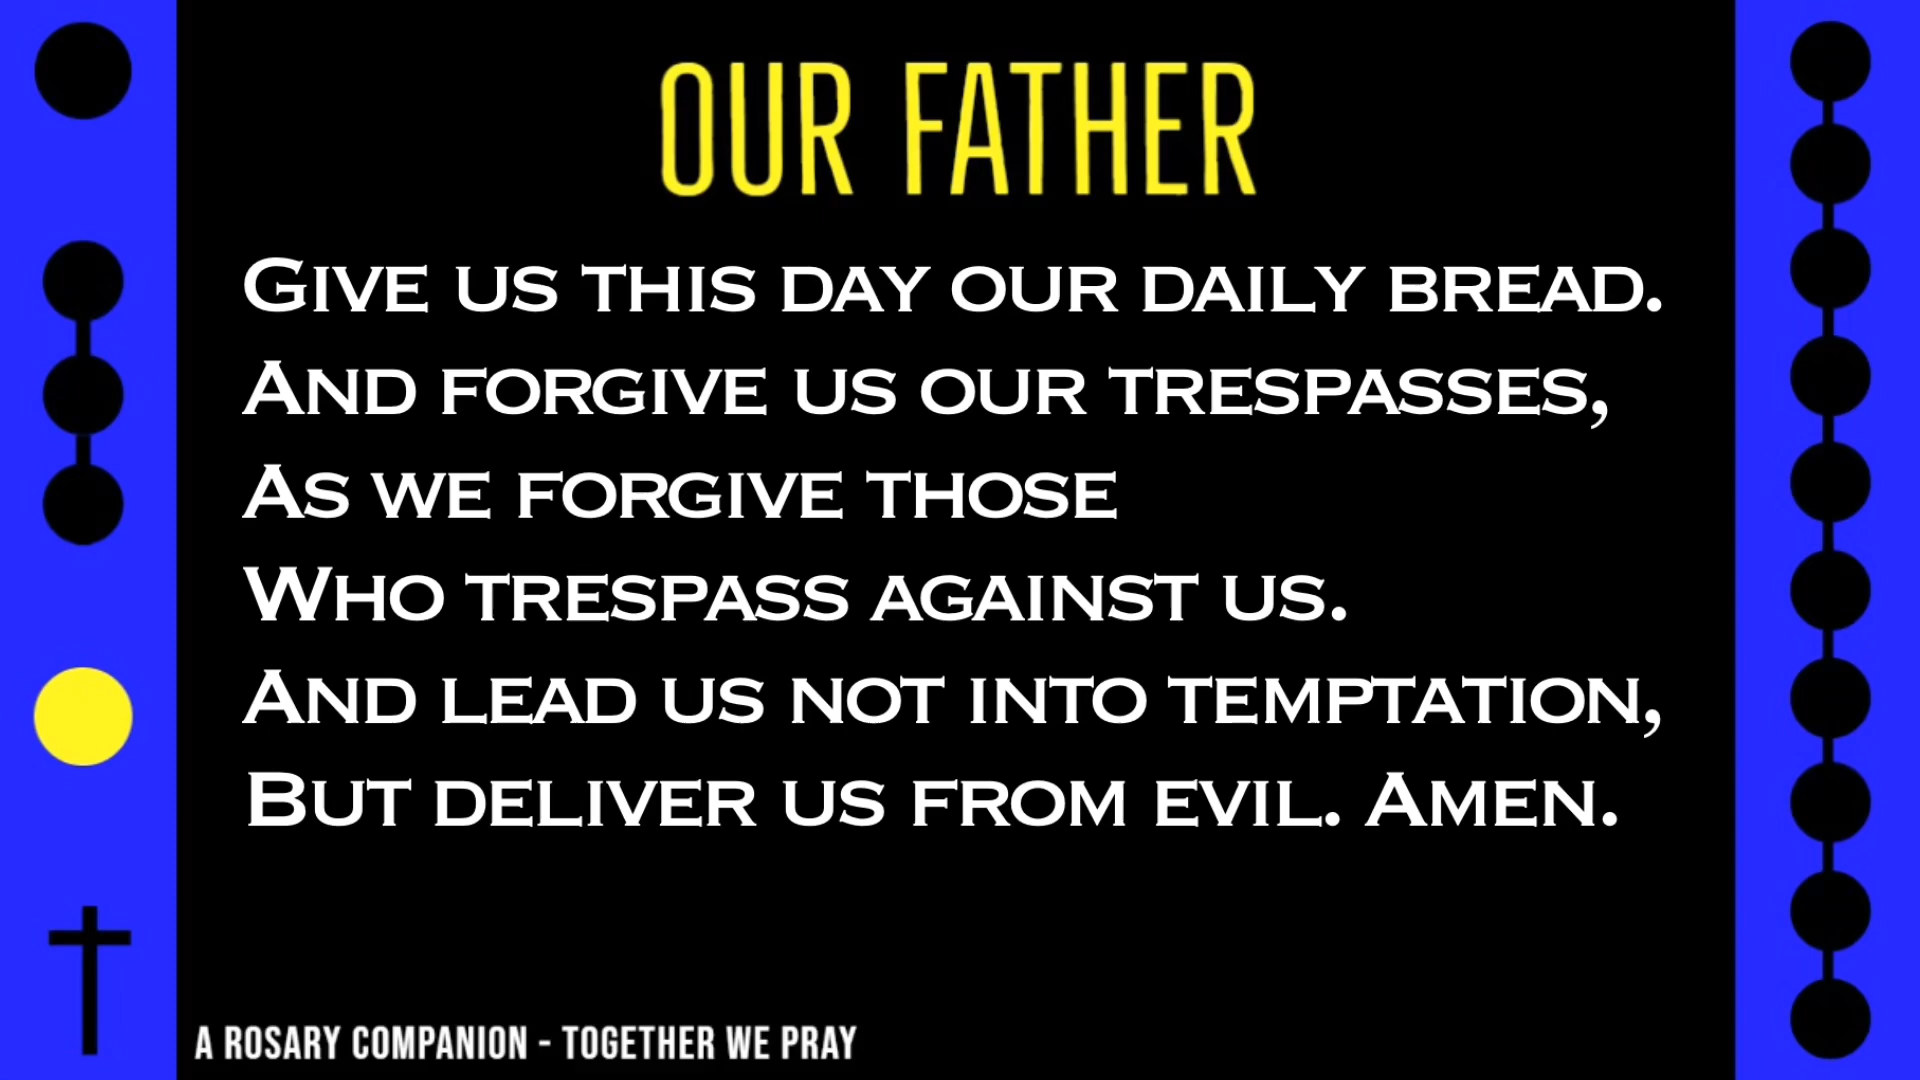 OUR FATHER
Give us this day our daily bread.
And forgive us our trespasses,
As we forgive those
Who trespass against us.
And lead us not into temptation,
But deliver us from evil. Amen.
A ROSARY COMPANION - TOGETHER WE PRAY